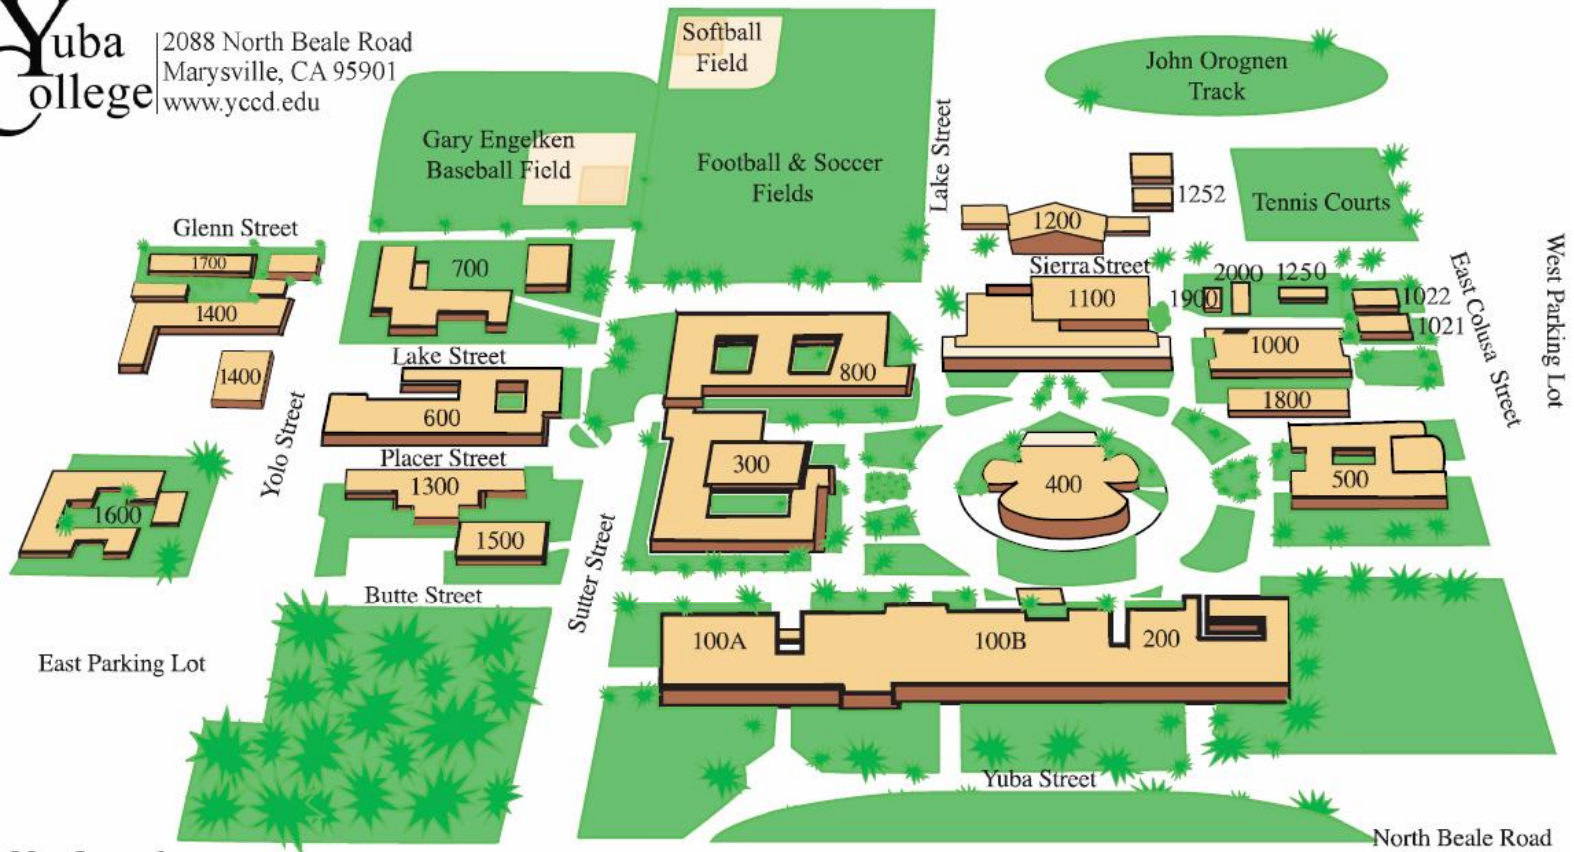 Yuba
College
2088 North Beale Road
Marysville, CA 95901
www.yccd.edu
Softball
Field
John Orognen
Track
Gary Engelken
Baseball Field
Football & Soccer
Fields
Lake Street
1252
Tennis Courts
Glenn Street
1200
West Parking Lot
1700
700
Sierra Street
2000
1250
East Colusa Street
1100
1900
1022
1400
1021
Lake Street
1000
1400
800
1800
600
Yolo Street
Placer Street
300
400
500
1300
1600
1500
Sutter Street
Butte Street
East Parking Lot
100A
100B
200
Yuba Street
North Beale Road